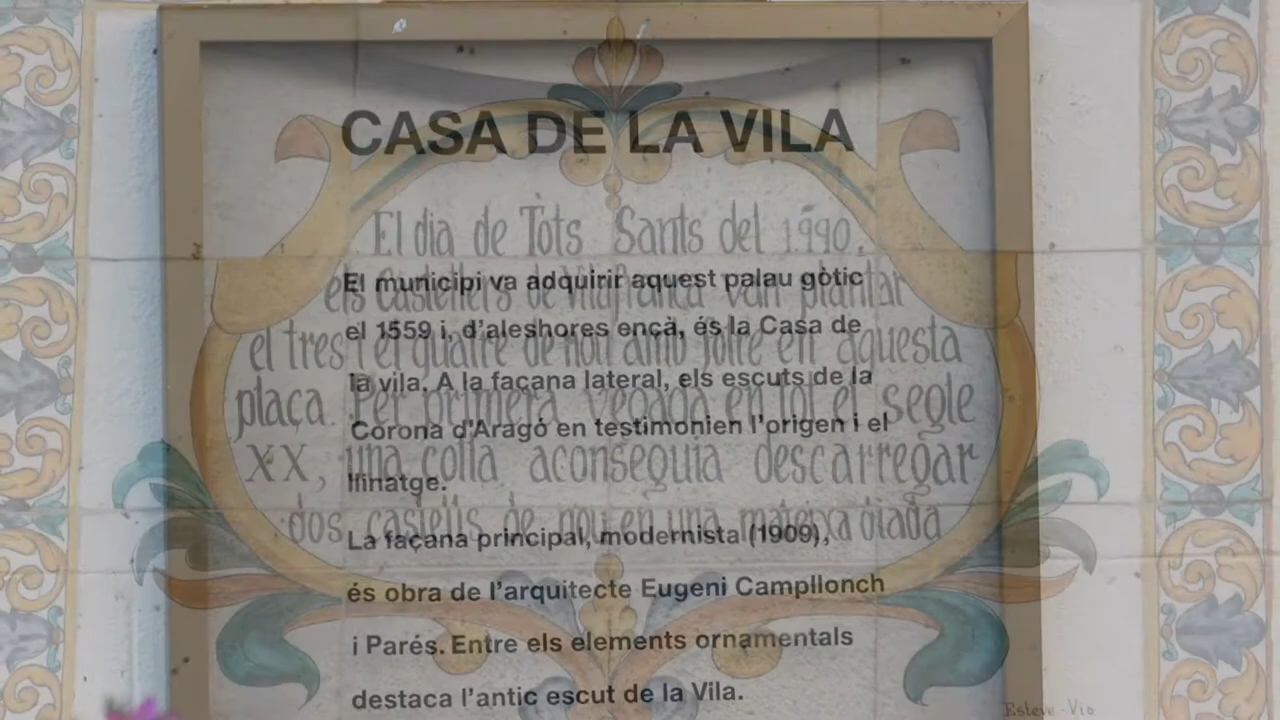 CASA DE LA VILA
El dia de Tots Sants del 1990,
els Castellers de Vilafranca van plantar
el tres i el quatre de nou amb folre en aquesta
plaça. Per primera vegada en tot el segle
XX, una colla aconseguia descarregar
dos castells de nou en una mateixa diada
El municipi va adquirir aquest palau gòtic
el 1559 i, d'aleshores ençà, és la Casa de
la vila. A la façana lateral, els escuts de la
Corona d'Aragó en testimonien l'origen i el
llinatge.
La façana principal, modernista (1909),
és obra de l'arquitecte Eugeni Campllonch
i Parés. Entre els elements ornamentals
destaca l'antic escut de la Vila.
Esteve-Via